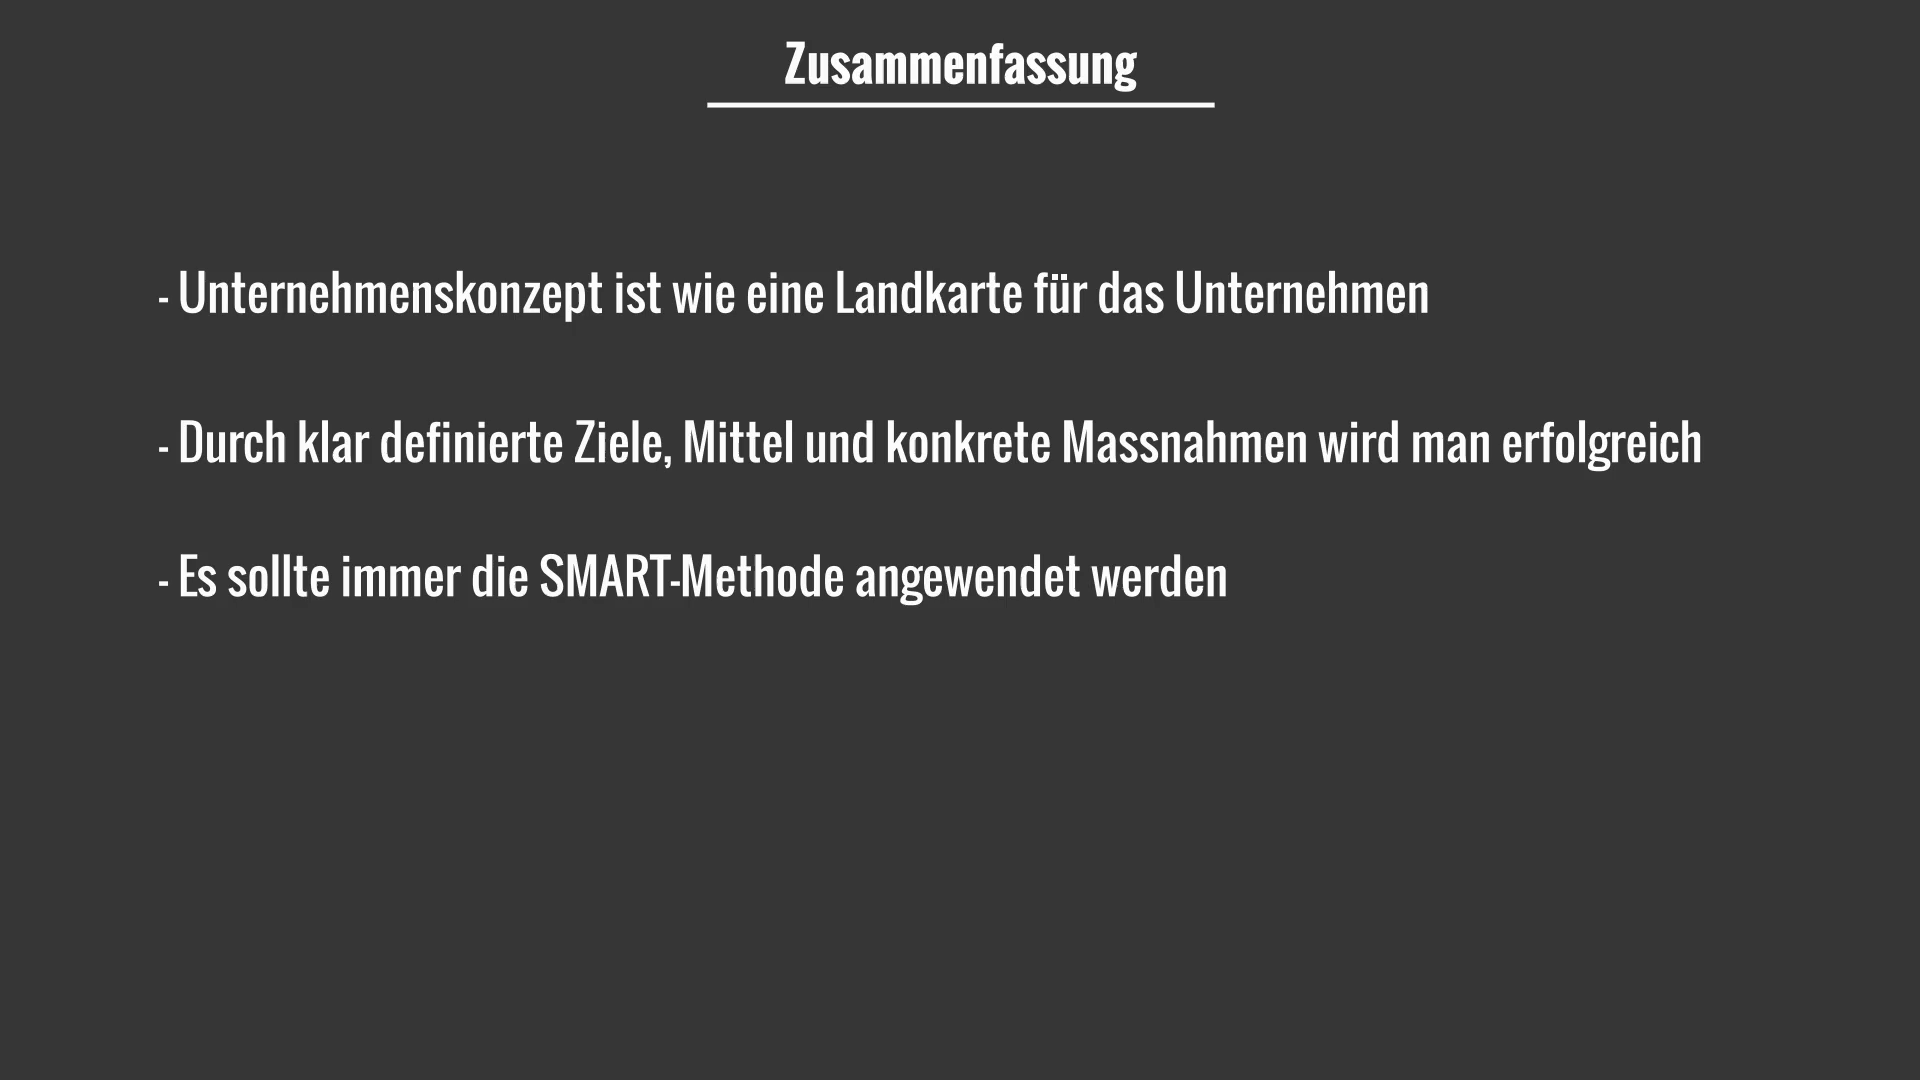 Zusammenfassung
- Unternehmenskonzept ist wie eine Landkarte für das Unternehmen
- Durch klar definierte Ziele, Mittel und konkrete Massnahmen wird man erfolgreich
- Es sollte immer die SMART-Methode angewendet werden